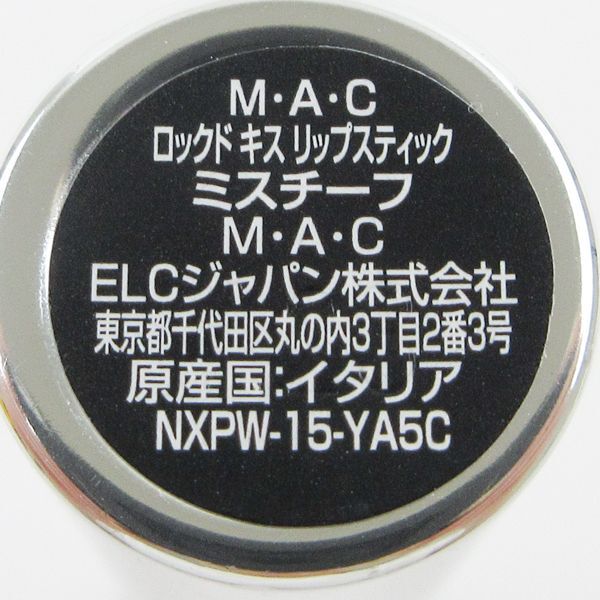 M・A・C
ロックド キス リップスティック
ミスチーフ
M・A・C
ELCジャパン株式会社
東京都千代田区丸の内3丁目2番3号
原産国:イタリア
NXPW-15-YA5C